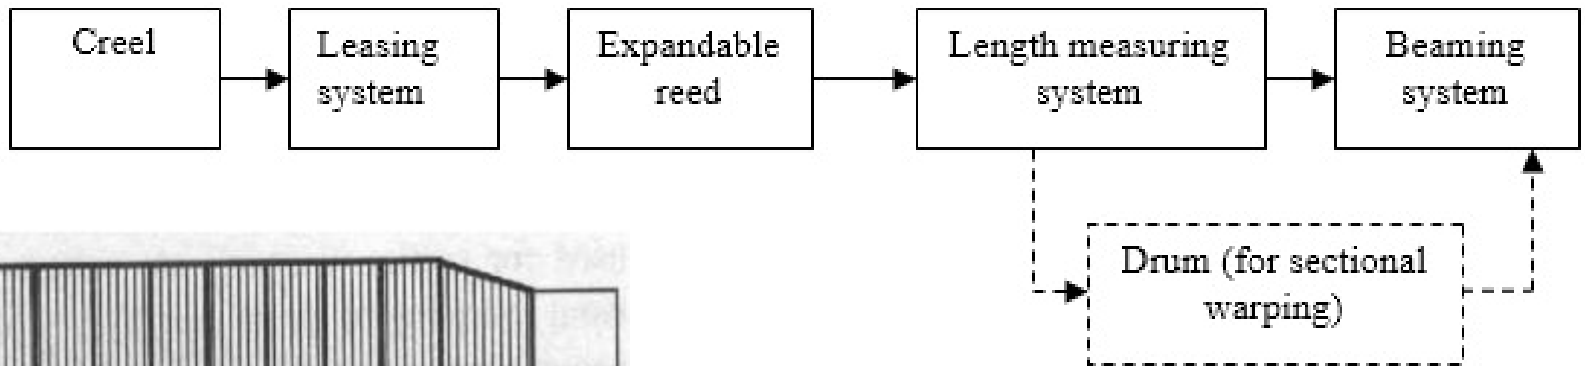 Creel
Leasing
system
Expandable
reed
Length measuring
system
Beaming
system
Drum (for sectional
warping)